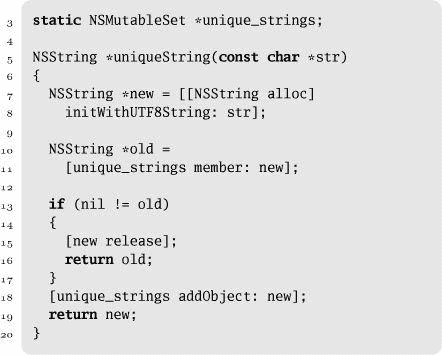 3 static NSMutableSet *unique_strings;
4
5 NSString *uniqueString(const char *str)
6 {
7   NSString *new = [[NSString alloc]
8     initWithUTF8String: str];
9
10   NSString *old =
11     [unique_strings member: new];
12
13   if (nil != old)
14   {
15     [new release];
16     return old;
17   }
18   [unique_strings addObject: new];
19   return new;
20 }